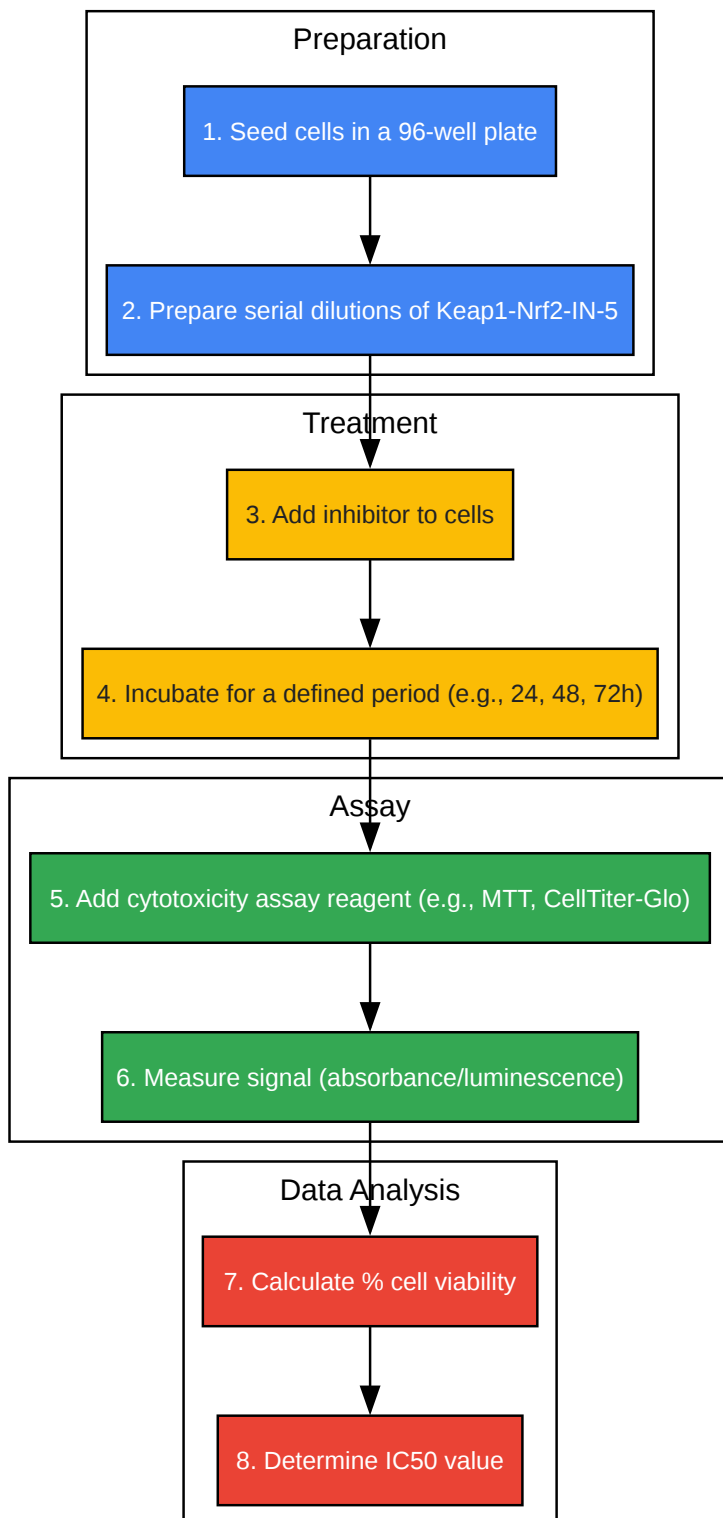 Preparation
1. Seed cells in a 96-well plate
2. Prepare serial dilutions of Keap1-Nrf2-IN-5
Treatment
3. Add inhibitor to cells
4. Incubate for a defined period (e.g., 24, 48, 72h)
Assay
5. Add cytotoxicity assay reagent (e.g., MTT, CellTiter-Glo)
6. Measure signal (absorbance/luminescence)
Data Analysis
7. Calculate % cell viability
8. Determine IC50 value